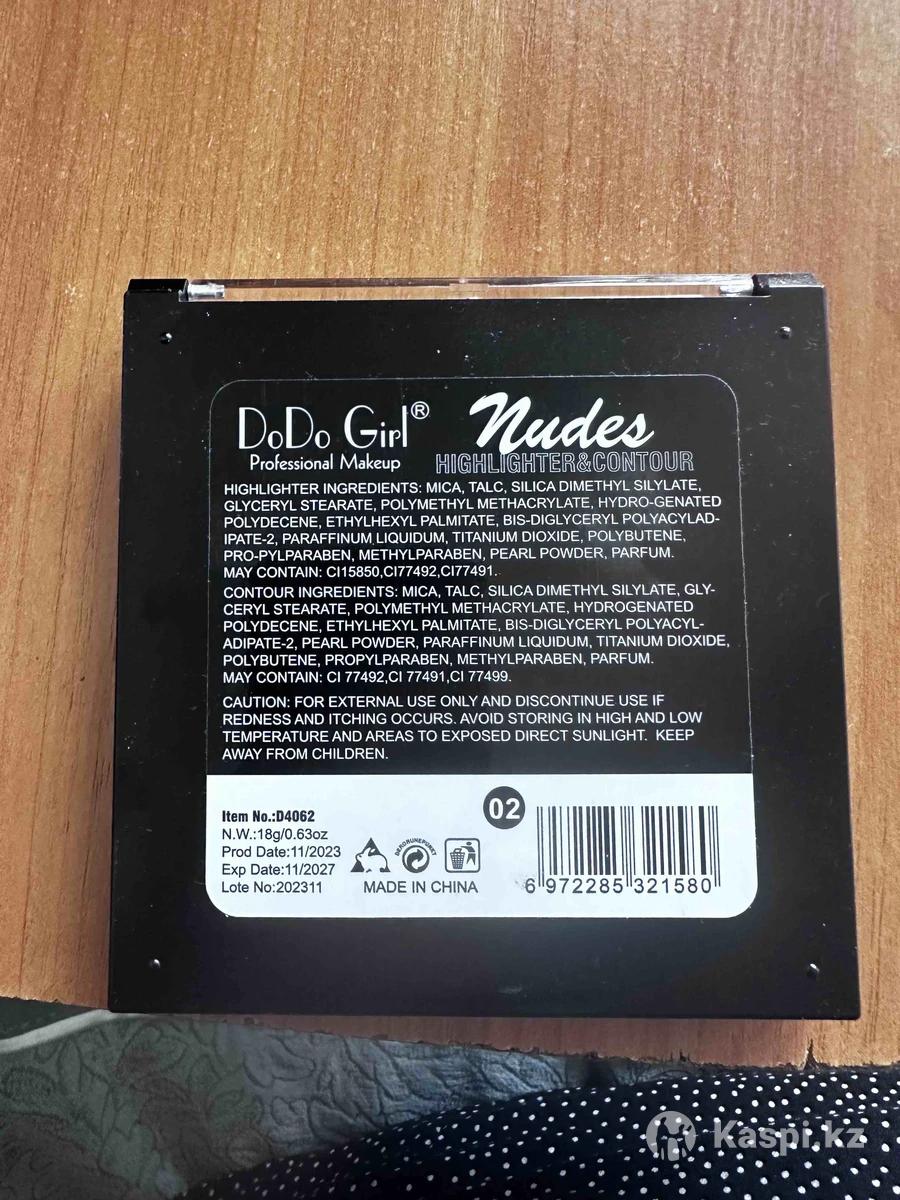 DoDo Girl®
Professional Makeup
Nudes
HIGHLIGHTER&CONTOUR
HIGHLIGHTER INGREDIENTS: MICA, TALC, SILICA DIMETHYL SILYLATE,
GLYCERYL STEARATE, POLYMETHYL METHACRYLATE, HYDRO-GENATED
POLYDECENE, ETHYLHEXYL PALMITATE, BIS-DIGLYCERYL POLYACYLAD-
IPATE-2, PARAFFINUM LIQUIDUM, TITANIUM DIOXIDE, POLYBUTENE,
PRO-PYLPARABEN, METHYLPARABEN, PEARL POWDER, PARFUM.
MAY CONTAIN: CI15850,CI77492,CI77491.
CONTOUR INGREDIENTS: MICA, TALC, SILICA DIMETHYL SILYLATE, GLY-
CERYL STEARATE, POLYMETHYL METHACRYLATE, HYDROGENATED
POLYDECENE, ETHYLHEXYL PALMITATE, BIS-DIGLYCERYL POLYACYL-
ADIPATE-2, PEARL POWDER, PARAFFINUM LIQUIDUM, TITANIUM DIOXIDE,
POLYBUTENE, PROPYLPARABEN, METHYLPARABEN, PARFUM.
MAY CONTAIN: CI 77492,CI 77491,CI 77499.
CAUTION: FOR EXTERNAL USE ONLY AND DISCONTINUE USE IF
REDNESS AND ITCHING OCCURS. AVOID STORING IN HIGH AND LOW
TEMPERATURE AND AREAS TO EXPOSED DIRECT SUNLIGHT. KEEP
AWAY FROM CHILDREN.
02
Item No.:D4062
N.W.:18g/0.63oz
Prod Date:11/2023
Exp Date:11/2027
Lote No:202311
MADE IN CHINA
6 972285 321580
Kaspi.kz